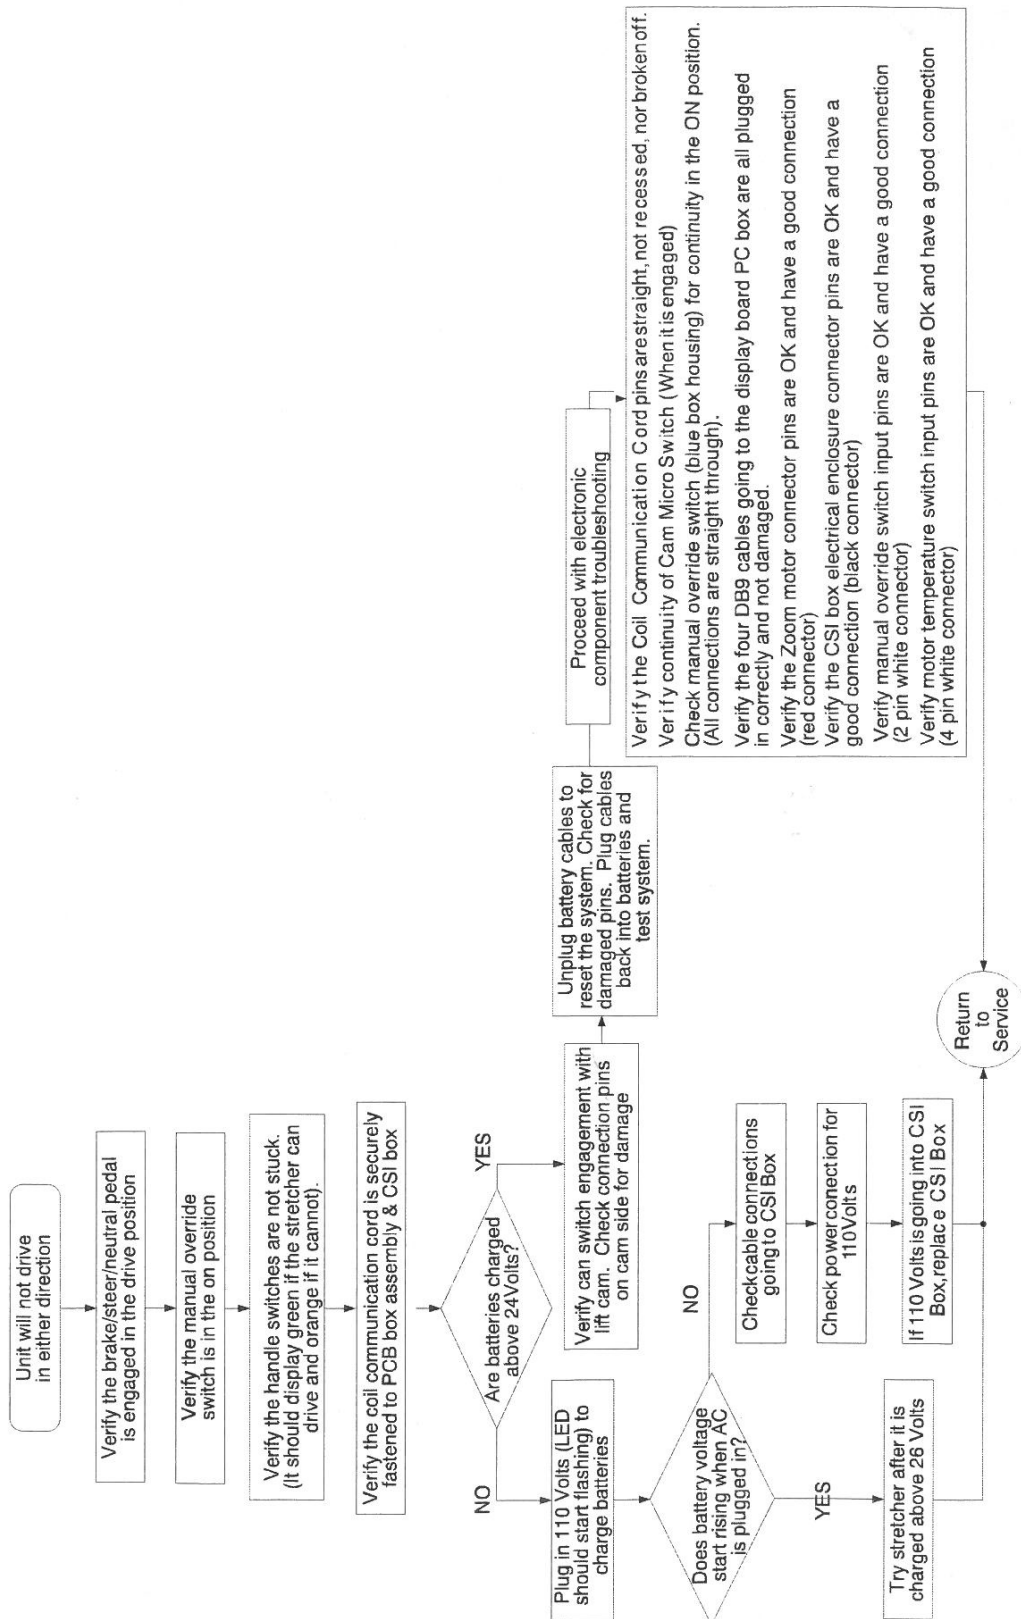 Unit will not drive
in either direction
Verify the brake/steer/neutral pedal
is engaged in the drive position
Verify the manual override
switch is in the on position
Verify the handle switches are not stuck.
(It should display green if the stretcher can
drive and orange if it cannot).
Verify the coil communication cord is securely
fastened to PCB box assembly & CSI box
Are batteries charged
above 24Volts?
NO
YES
Plug in 110 Volts (LED
should start flashing) to
charge batteries
Does battery voltage
start rising when AC
is plugged in?
YES
NO
Try stretcher after it is
charged above 26 Volts
Check cable connections
going to CSI Box
Check power conection for
110Volts
If 110 Volts is going into CSI
Box, replace CSI Box
Verify can switch engagement with
lift cam. Check connection pins
on cam side for damage
Unplug battery cables to
reset the system. Check for
damaged pins. Plug cables
back into batteries and
test system.
Proceed with electronic
component troubleshooting
Verify the Coil Communication Cord pins are straight, not recessed, nor broken off.
Verify continuity of Cam Micro Switch (When it is engaged)
Check manual override switch (blue box housing) for continuity in the ON position.
(All connections are straight through).
Verify the four DB9 cables going to the display board PC box are all plugged
in correctly and not damaged.
Verify the Zoom motor connector pins are OK and have a good connection
(red connector)
Verify the CSI box electrical enclosure connector pins are OK and have a
good connection (black connector)
Verify manual override switch input pins are OK and have a good connection
(2 pin white connector)
Verify motor temperature switch input pins are OK and have a good connection
(4 pin white connector)
Return
to
Service